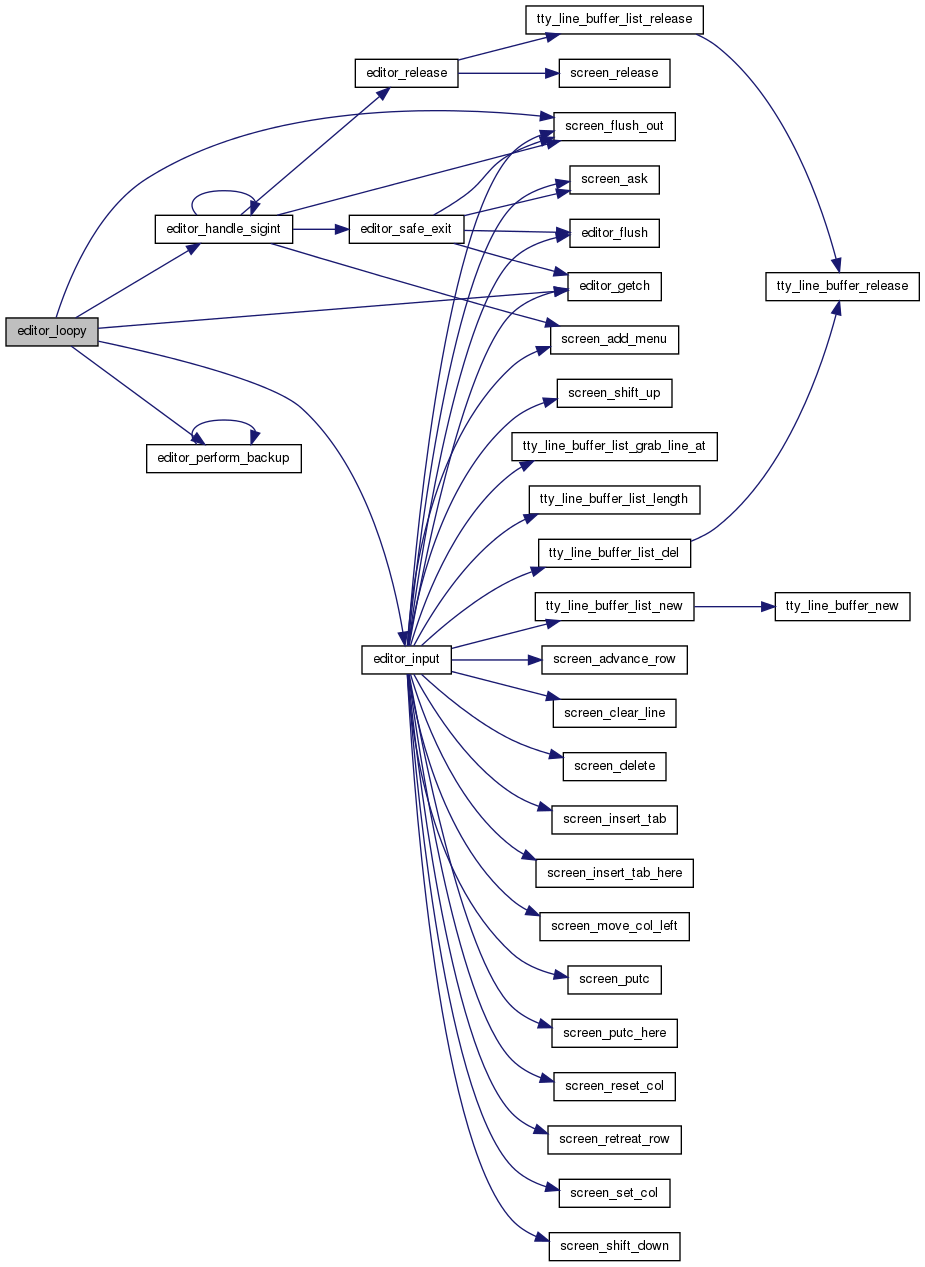 tty_line_buffer_list_release
editor_release
screen_release
screen_flush_out
screen_ask
editor_handle_sigint
editor_safe_exit
editor_flush
editor_getch
tty_line_buffer_release
editor_loopy
screen_add_menu
screen_shift_up
tty_line_buffer_list_grab_line_at
editor_perform_backup
tty_line_buffer_list_length
tty_line_buffer_list_del
tty_line_buffer_list_new
tty_line_buffer_new
editor_input
screen_advance_row
screen_clear_line
screen_delete
screen_insert_tab
screen_insert_tab_here
screen_move_col_left
screen_putc
screen_putc_here
screen_reset_col
screen_retreat_row
screen_set_col
screen_shift_down